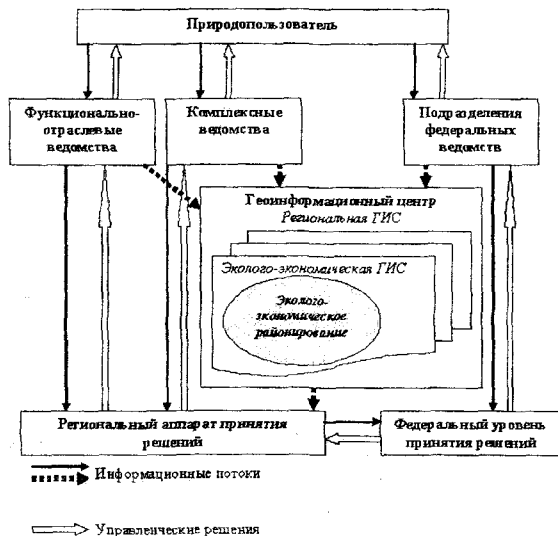 Природопользователь
Функционально-
отраслевые
ведомства
Комплексные
ведомства
Подразделения
федеральных
ведомств
Геоинформационный центр
Региональная ГИС
Эколого-экономическая ГИС
Эколого-
экономическое
районирование
Региональный аппарат принятия
решений
Федеральный уровень
принятия решений
Информационные потоки
Управленческие решения